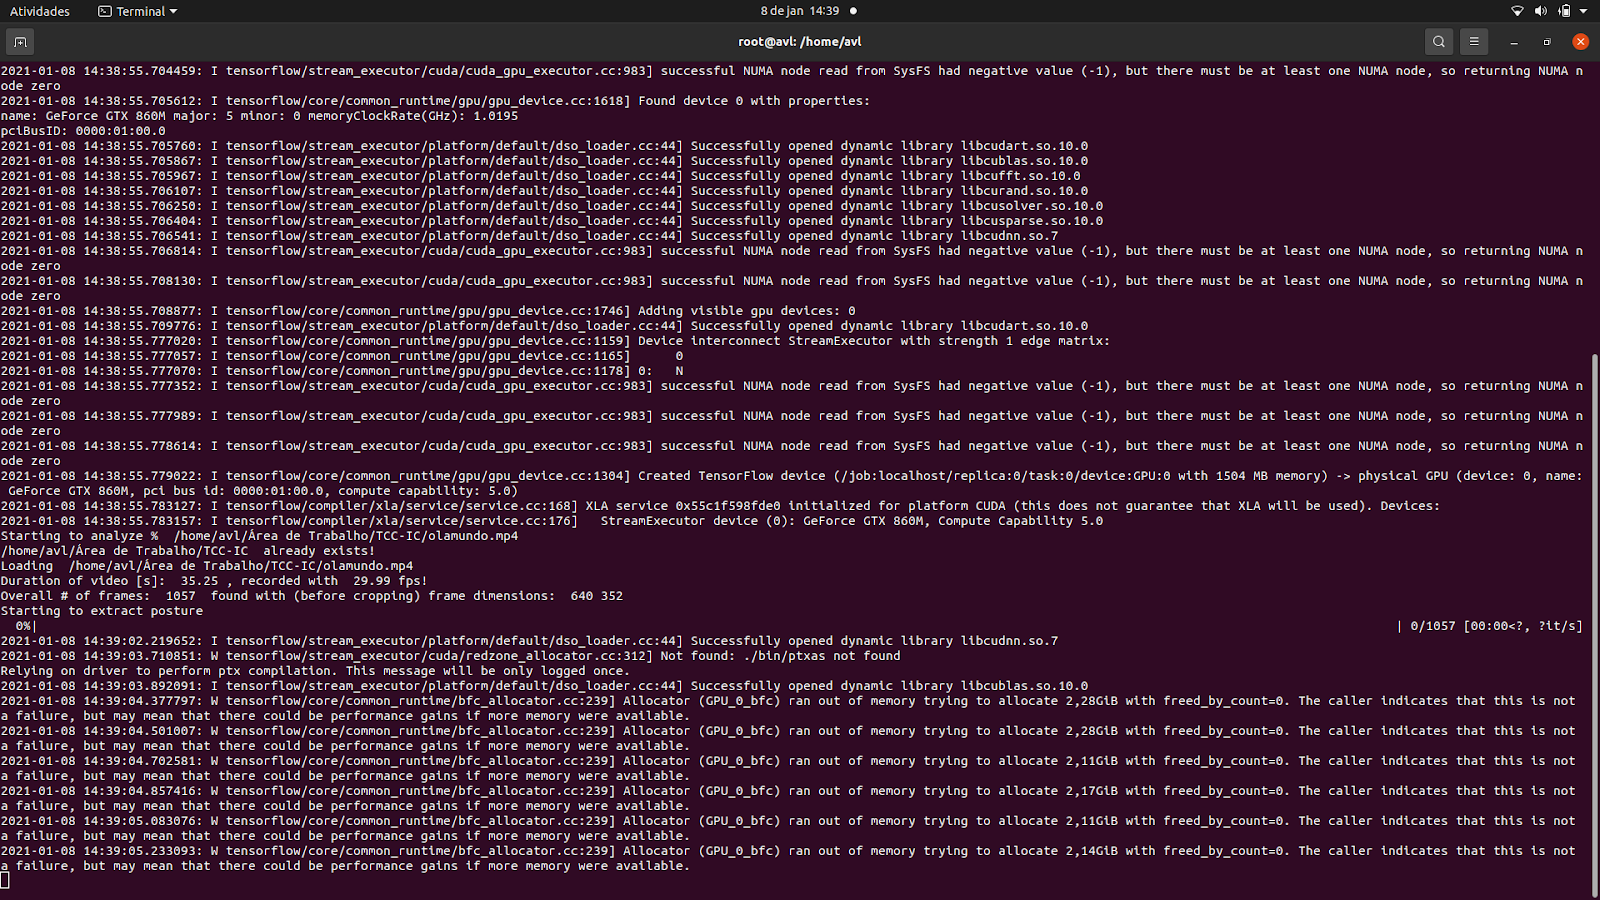 Atividades
Terminal
8 de jan 14:39
root@avl: /home/avl
2021-01-08 14:38:55.704459: I tensorflow/stream_executor/cuda/cuda_gpu_executor.cc:983] successful NUMA node read from SysFS had negative value (-1), but there must be at least one NUMA node, so returning NUMA n
ode zero
2021-01-08 14:38:55.705612: I tensorflow/core/common_runtime/gpu/gpu_device.cc:1618] Found device 0 with properties:
name: GeForce GTX 860M major: 5 minor: 0 memoryClockRate(GHz): 1.0195
pciBusID: 0000:01:00.0
2021-01-08 14:38:55.705760: I tensorflow/stream_executor/platform/default/dso_loader.cc:44] Successfully opened dynamic library libcudart.so.10.0
2021-01-08 14:38:55.705867: I tensorflow/stream_executor/platform/default/dso_loader.cc:44] Successfully opened dynamic library libcublas.so.10.0
2021-01-08 14:38:55.705967: I tensorflow/stream_executor/platform/default/dso_loader.cc:44] Successfully opened dynamic library libcufft.so.10.0
2021-01-08 14:38:55.706107: I tensorflow/stream_executor/platform/default/dso_loader.cc:44] Successfully opened dynamic library libcurand.so.10.0
2021-01-08 14:38:55.706250: I tensorflow/stream_executor/platform/default/dso_loader.cc:44] Successfully opened dynamic library libcusolver.so.10.0
2021-01-08 14:38:55.706404: I tensorflow/stream_executor/platform/default/dso_loader.cc:44] Successfully opened dynamic library libcusparse.so.10.0
2021-01-08 14:38:55.706541: I tensorflow/stream_executor/platform/default/dso_loader.cc:44] Successfully opened dynamic library libcudnn.so.7
2021-01-08 14:38:55.706814: I tensorflow/stream_executor/cuda/cuda_gpu_executor.cc:983] successful NUMA node read from SysFS had negative value (-1), but there must be at least one NUMA node, so returning NUMA n
ode zero
2021-01-08 14:38:55.708130: I tensorflow/stream_executor/cuda/cuda_gpu_executor.cc:983] successful NUMA node read from SysFS had negative value (-1), but there must be at least one NUMA node, so returning NUMA n
ode zero
2021-01-08 14:38:55.708877: I tensorflow/core/common_runtime/gpu/gpu_device.cc:1746] Adding visible gpu devices: 0
2021-01-08 14:38:55.709776: I tensorflow/stream_executor/platform/default/dso_loader.cc:44] Successfully opened dynamic library libcudart.so.10.0
2021-01-08 14:38:55.777020: I tensorflow/core/common_runtime/gpu/gpu_device.cc:1159] Device interconnect StreamExecutor with strength 1 edge matrix:
2021-01-08 14:38:55.777057: I tensorflow/core/common_runtime/gpu/gpu_device.cc:1165]      0
2021-01-08 14:38:55.777070: I tensorflow/core/common_runtime/gpu/gpu_device.cc:1178] 0:   N
2021-01-08 14:38:55.777352: I tensorflow/stream_executor/cuda/cuda_gpu_executor.cc:983] successful NUMA node read from SysFS had negative value (-1), but there must be at least one NUMA node, so returning NUMA n
ode zero
2021-01-08 14:38:55.777989: I tensorflow/stream_executor/cuda/cuda_gpu_executor.cc:983] successful NUMA node read from SysFS had negative value (-1), but there must be at least one NUMA node, so returning NUMA n
ode zero
2021-01-08 14:38:55.778614: I tensorflow/stream_executor/cuda/cuda_gpu_executor.cc:983] successful NUMA node read from SysFS had negative value (-1), but there must be at least one NUMA node, so returning NUMA n
ode zero
2021-01-08 14:38:55.779022: I tensorflow/core/common_runtime/gpu/gpu_device.cc:1304] Created TensorFlow device (/job:localhost/replica:0/task:0/device:GPU:0 with 1504 MB memory) -> physical GPU (device: 0, name:
 GeForce GTX 860M, pci bus id: 0000:01:00.0, compute capability: 5.0)
2021-01-08 14:38:55.783127: I tensorflow/compiler/xla/service/service.cc:168] XLA service 0x55c1f598fde0 initialized for platform CUDA (this does not guarantee that XLA will be used). Devices:
2021-01-08 14:38:55.783157: I tensorflow/compiler/xla/service/service.cc:176]   StreamExecutor device (0): GeForce GTX 860M, Compute Capability 5.0
Starting to analyze %  /home/avl/Área de Trabalho/TCC-IC/olamundo.mp4
/home/avl/Área de Trabalho/TCC-IC  already exists!
Loading  /home/avl/Área de Trabalho/TCC-IC/olamundo.mp4
Duration of video [s]:  35.25 , recorded with  29.99 fps!
Overall # of frames:  1057  found with (before cropping) frame dimensions:  640 352
Starting to extract posture
  0%|                    | 0/1057 [00:00<?, ?it/s]
2021-01-08 14:39:02.219652: I tensorflow/stream_executor/platform/default/dso_loader.cc:44] Successfully opened dynamic library libcudnn.so.7
2021-01-08 14:39:03.710851: W tensorflow/stream_executor/cuda/redzone_allocator.cc:312] Not found: ./bin/ptxas not found
Relying on driver to perform ptx compilation. This message will be only logged once.
2021-01-08 14:39:03.892091: I tensorflow/stream_executor/platform/default/dso_loader.cc:44] Successfully opened dynamic library libcublas.so.10.0
2021-01-08 14:39:04.377797: W tensorflow/core/common_runtime/bfc_allocator.cc:239] Allocator (GPU_0_bfc) ran out of memory trying to allocate 2,28GiB with freed_by_count=0. The caller indicates that this is not
a failure, but may mean that there could be performance gains if more memory were available.
2021-01-08 14:39:04.501007: W tensorflow/core/common_runtime/bfc_allocator.cc:239] Allocator (GPU_0_bfc) ran out of memory trying to allocate 2,28GiB with freed_by_count=0. The caller indicates that this is not
a failure, but may mean that there could be performance gains if more memory were available.
2021-01-08 14:39:04.702581: W tensorflow/core/common_runtime/bfc_allocator.cc:239] Allocator (GPU_0_bfc) ran out of memory trying to allocate 2,11GiB with freed_by_count=0. The caller indicates that this is not
a failure, but may mean that there could be performance gains if more memory were available.
2021-01-08 14:39:04.857416: W tensorflow/core/common_runtime/bfc_allocator.cc:239] Allocator (GPU_0_bfc) ran out of memory trying to allocate 2,17GiB with freed_by_count=0. The caller indicates that this is not
a failure, but may mean that there could be performance gains if more memory were available.
2021-01-08 14:39:05.083076: W tensorflow/core/common_runtime/bfc_allocator.cc:239] Allocator (GPU_0_bfc) ran out of memory trying to allocate 2,11GiB with freed_by_count=0. The caller indicates that this is not
a failure, but may mean that there could be performance gains if more memory were available.
2021-01-08 14:39:05.233093: W tensorflow/core/common_runtime/bfc_allocator.cc:239] Allocator (GPU_0_bfc) ran out of memory trying to allocate 2,14GiB with freed_by_count=0. The caller indicates that this is not
a failure, but may mean that there could be performance gains if more memory were available.